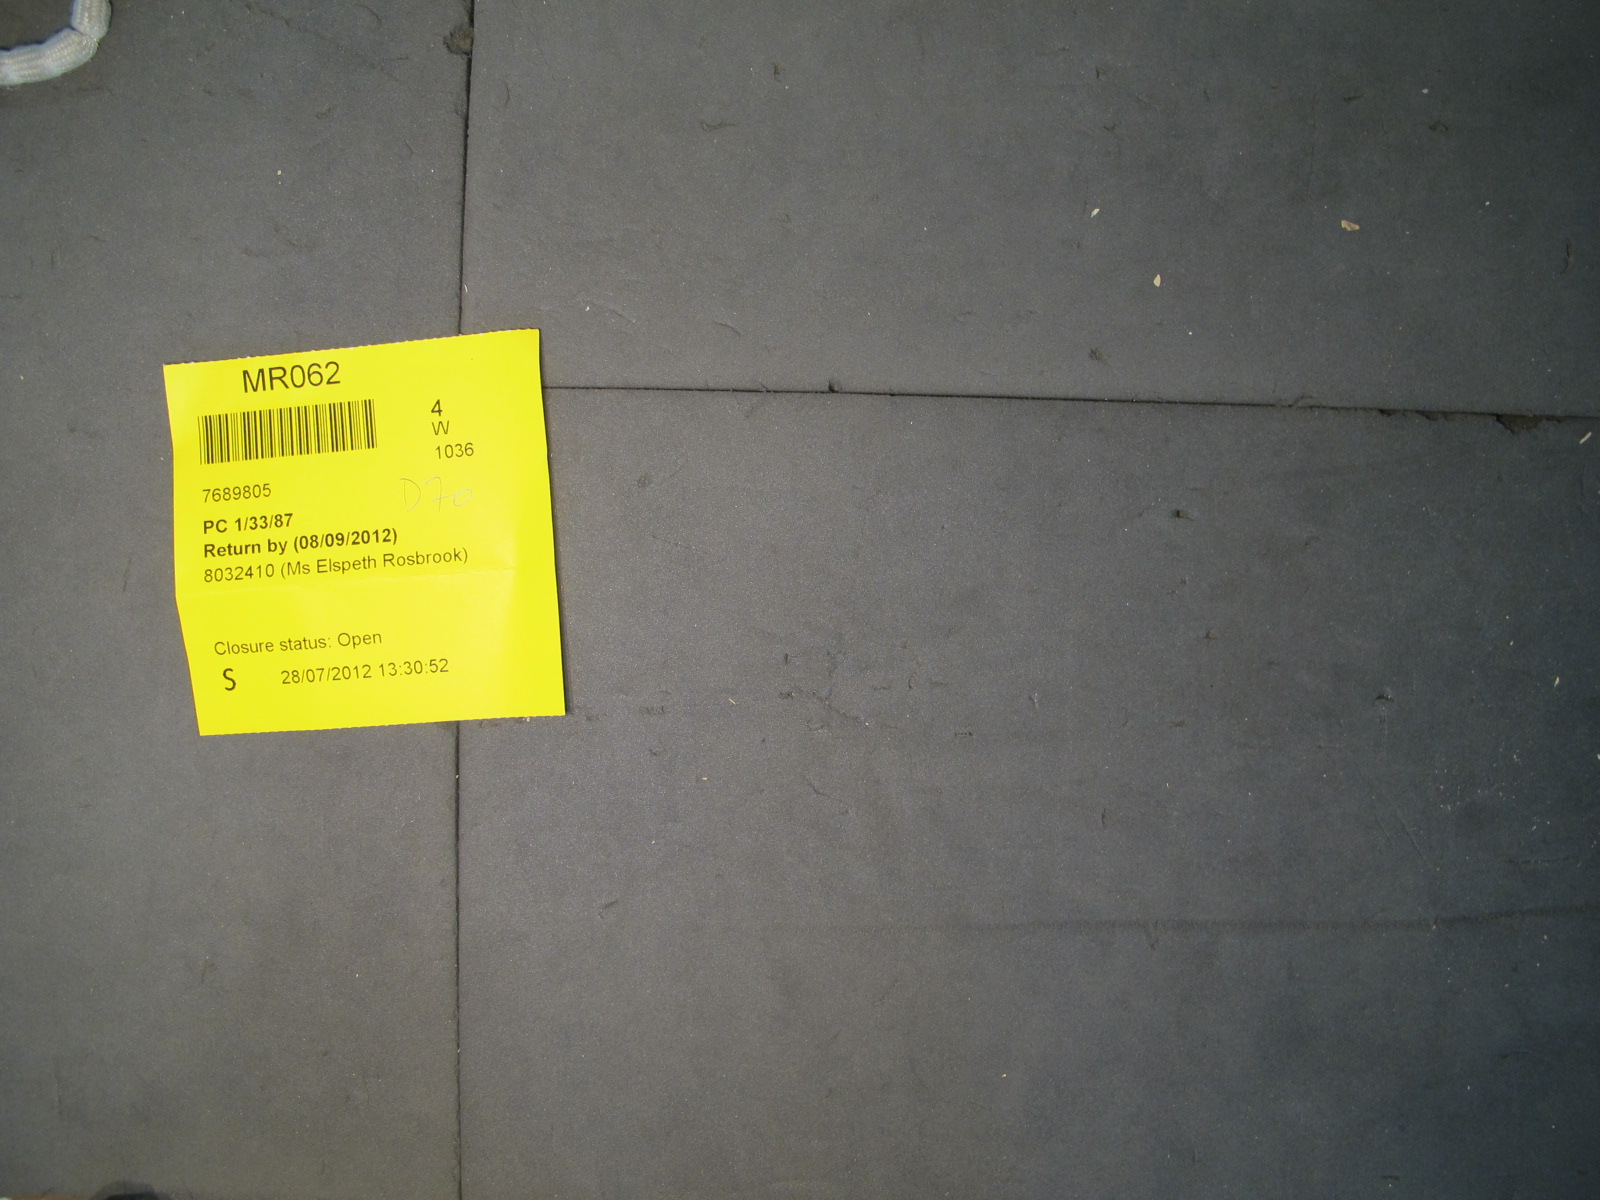 MR062
4
W
1036
7689805
D70
PC 1/33/87
Return by (08/09/2012)
8032410 (Ms Elspeth Rosbrook)
Closure status: Open
S 28/07/2012 13:30:52